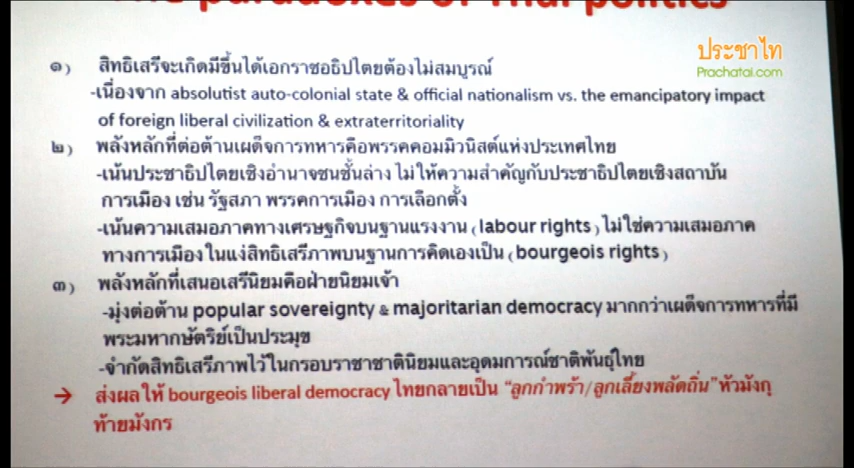 The paradoxes of Thai politics
ประชาไท
Prachatai.com
๑) สิทธิเสรีจะเกิดมีขึ้นได้เอกราชอธิปไตยต้องไม่สมบูรณ์
-เนื่องจาก absolutist auto-colonial state & official nationalism vs. the emancipatory impact
of foreign liberal civilization & extraterritoriality
๒) พลังหลักที่ต่อต้านเผด็จการทหารคือพรรคคอมมิวนิสต์แห่งประเทศไทย
-เน้นประชาธิปไตยเชิงอำนาจชนชั้นล่าง ไม่ให้ความสำคัญกับประชาธิปไตยเชิงสถาบัน
การเมือง เช่น รัฐสภา พรรคการเมือง การเลือกตั้ง
-เน้นความเสมอภาคทางเศรษฐกิจบนฐานแรงงาน (labour rights) ไม่ใช่ความเสมอภาค
ทางการเมือง ในแง่สิทธิเสรีภาพบนฐานการคิดเองเป็น (bourgeois rights)
๓) พลังหลักที่เสนอเสรีนิยมคือฝ่ายนิยมเจ้า
-มุ่งต่อต้าน popular sovereignty & majoritarian democracy มากกว่าเผด็จการทหารที่มี
พระมหากษัตริย์เป็นประมุข
-จำกัดสิทธิเสรีภาพไว้ในกรอบราชาชาตินิยมและอุดมการณ์ชาติพันธุ์ไทย
→ ส่งผลให้ bourgeois liberal democracy ไทยกลายเป็น “ลูกกำพร้า/ลูกเลี้ยงพลัดถิ่น” หัวมังกุ
ท้ายมังกร